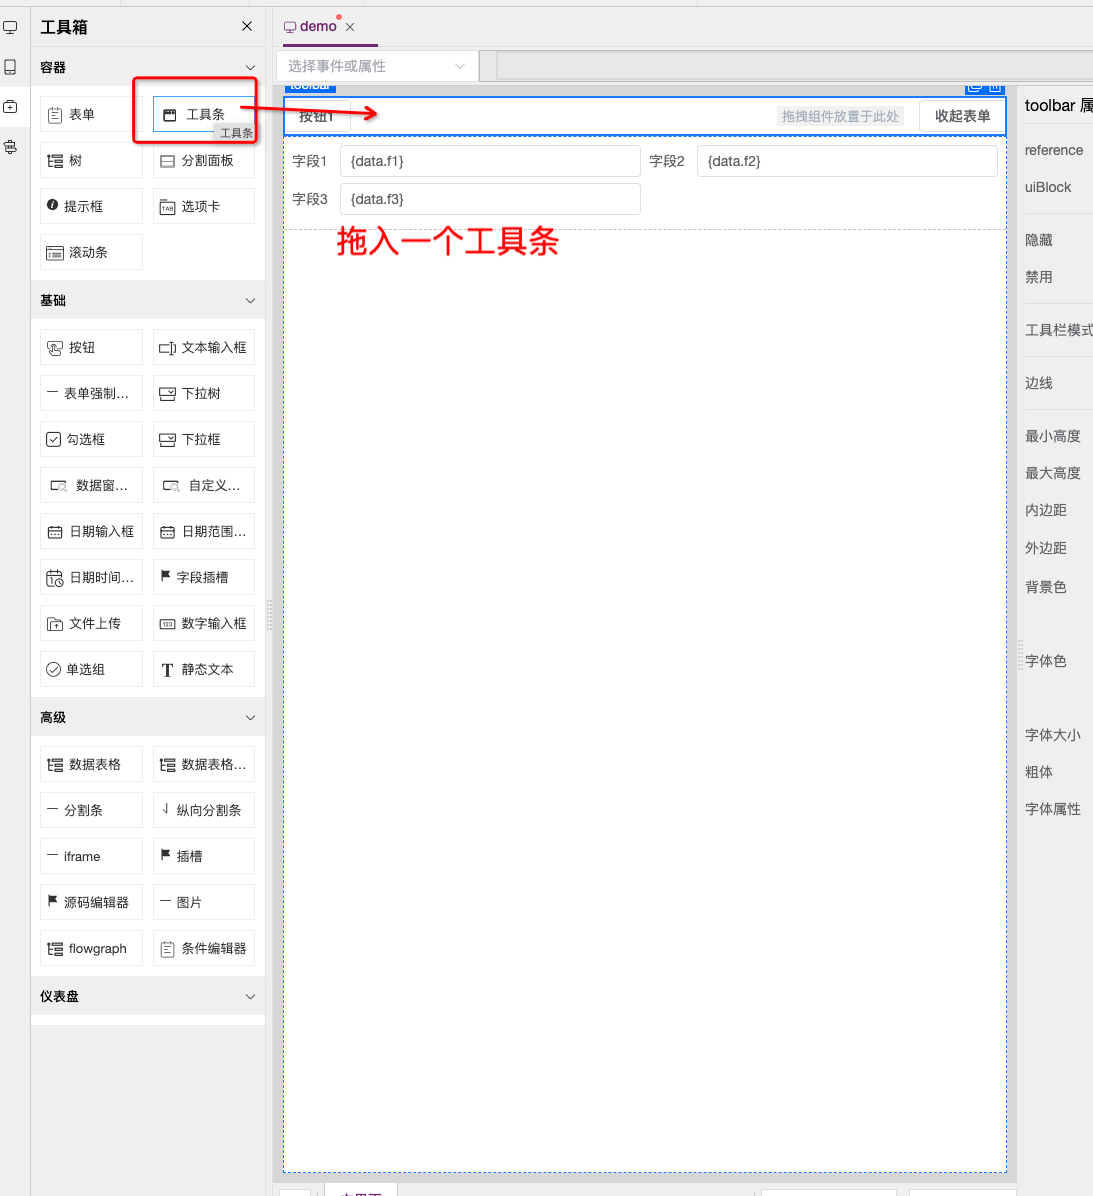 工具箱
demo
容器
选择事件或属性
表单
工具条
工具条
toolbar
按钮1
拖拽组件放置于此处
收起表单
toolbar 属
树
分割面板
字段1
{data.f1}
字段2
{data.f2}
reference
提示框
选项卡
字段3
{data.f3}
uiBlock
滚动条
拖入一个工具条
隐藏
禁用
基础
工具栏模式
按钮
文本输入框
边线
表单强制...
下拉树
勾选框
下拉框
最小高度
数据窗...
自定义...
最大高度
日期输入框
日期范围...
内边距
外边距
日期时间...
字段插槽
背景色
文件上传
数字输入框
单选组
静态文本
字体色
高级
字体大小
数据表格
数据表格...
粗体
分割条
纵向分割条
字体属性
iframe
插槽
源码编辑器
图片
flowgraph
条件编辑器
仪表盘